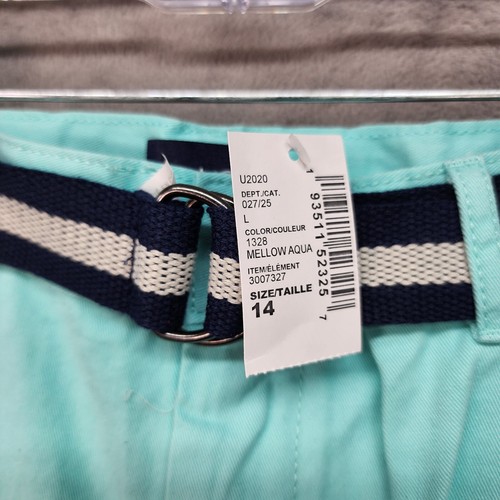 U2020
DEPT./CAT.
027/25
L
COLOR/COULEUR
1328
MELLOW AQUA
ITEM/ÉLÉMENT
3007327
SIZE/TAILLE
14
1 93511 52325 7